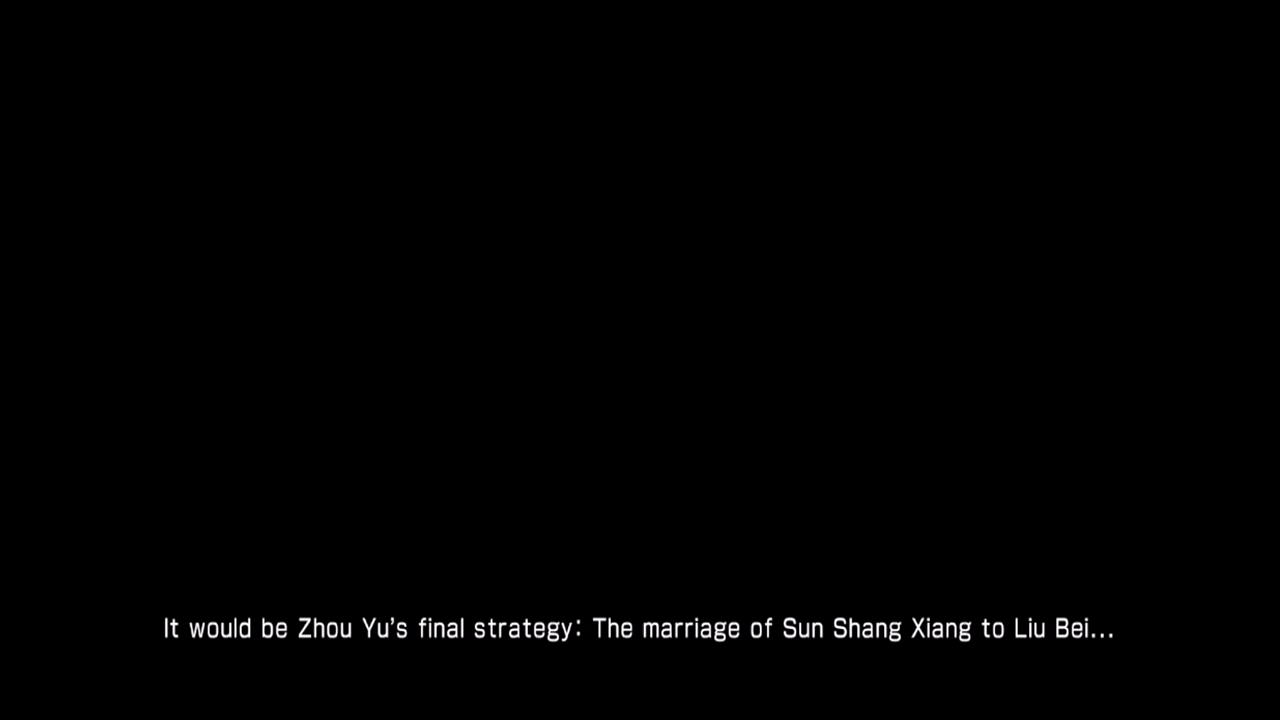 It would be Zhou Yu's final strategy: The marriage of Sun Shang Xiang to Liu Bei...